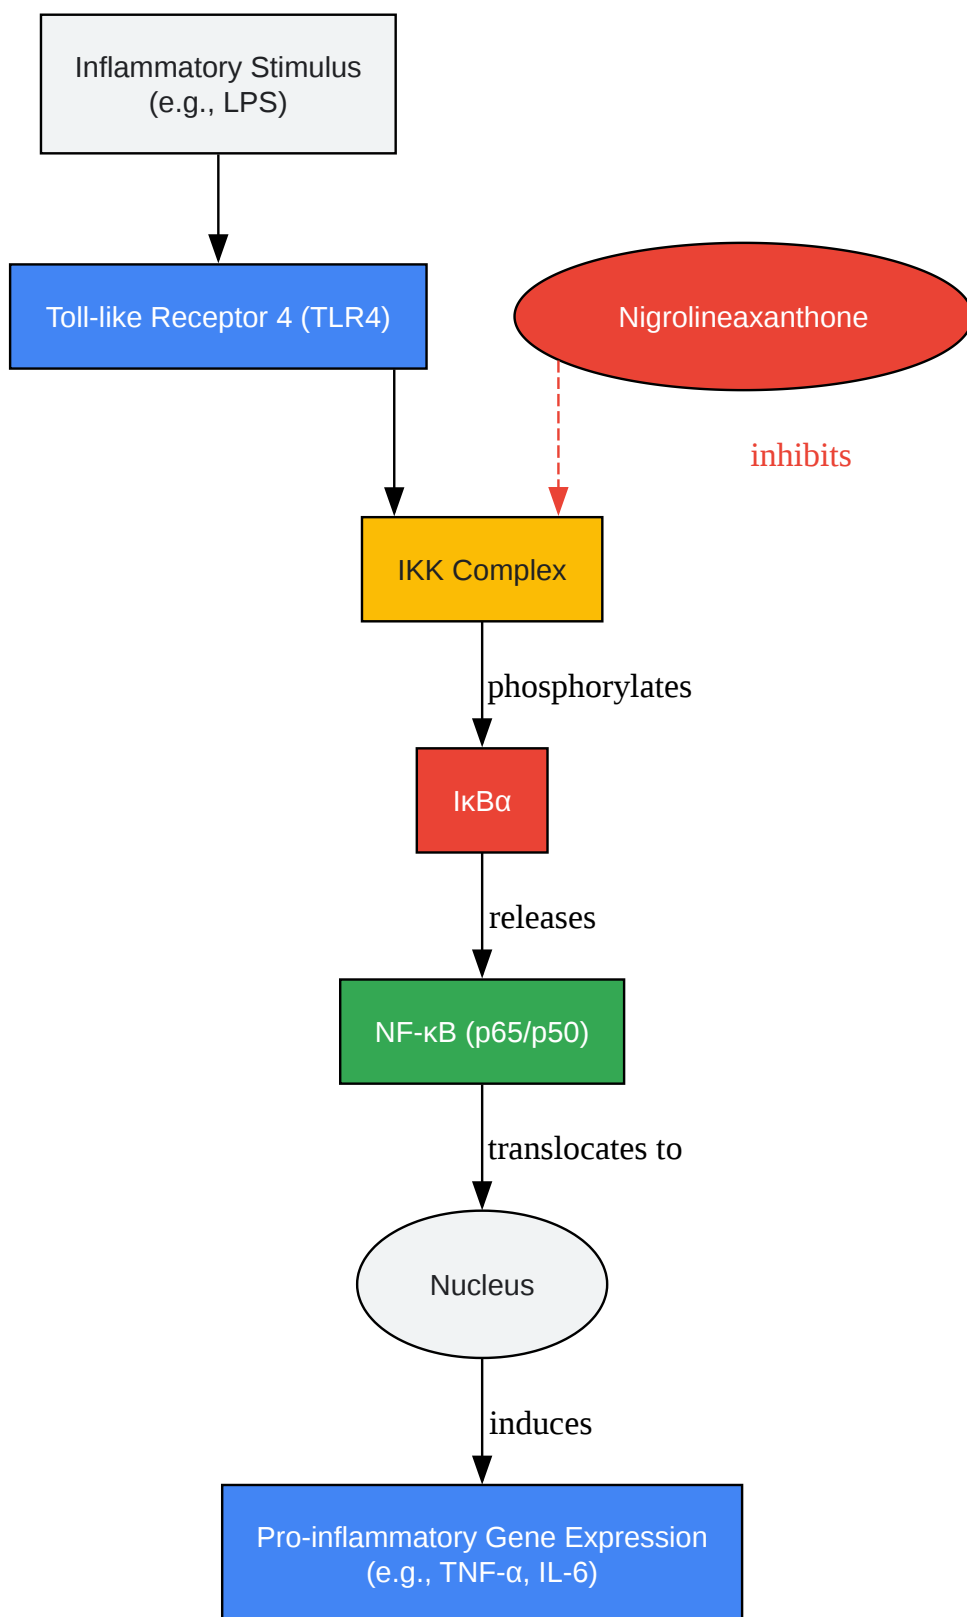 Inflammatory Stimulus
(e.g., LPS)
Toll-like Receptor 4 (TLR4)
Nigrolineaxanthone
inhibits
IKK Complex
phosphorylates
IκBα
releases
NF-κB (p65/p50)
translocates to
Nucleus
induces
Pro-inflammatory Gene Expression
(e.g., TNF-α, IL-6)